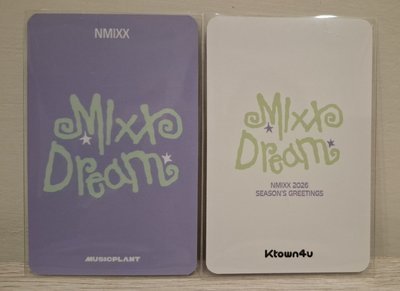 NMIXX
Mixx
Dream
MUSICPLANT
Mixx
Dream
NMIXX 2026
SEASON'S GREETINGS
Ktown4u